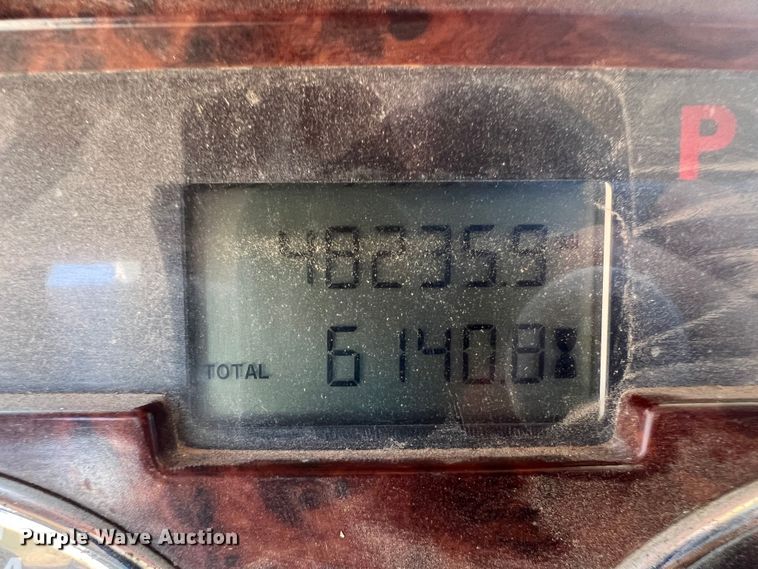 P
48235.9
TOTAL 6140.8
Purple Wave Auction